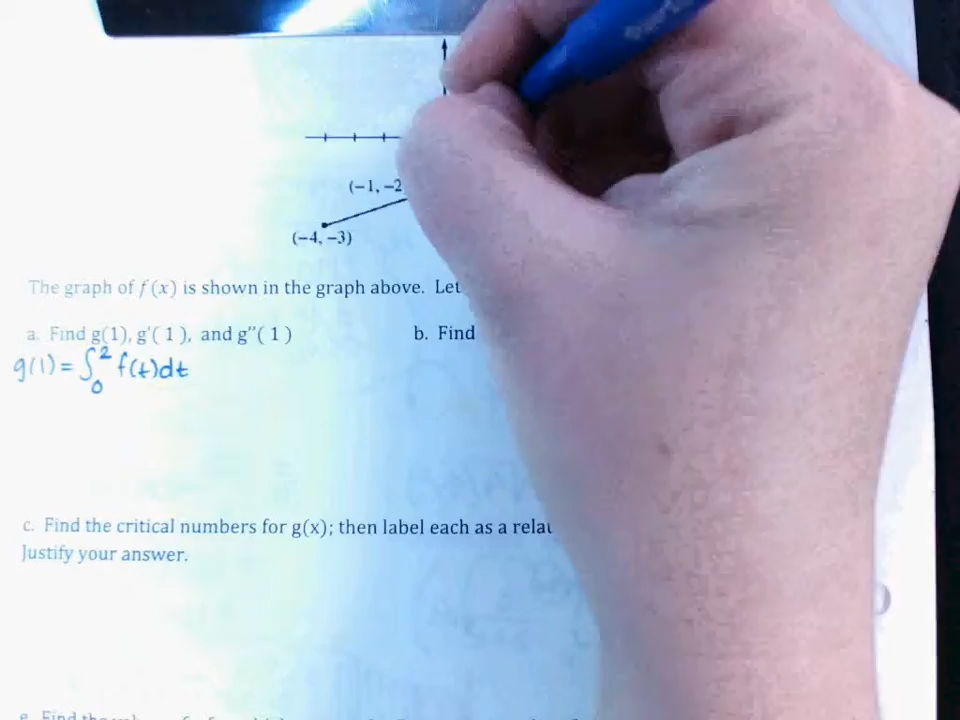 (−1, −2
(−4, −3)
The graph of f(x) is shown in the graph above. Let
a. Find g(1), g'( 1 ), and g''( 1 )
b. Find
g(1) = ∫₀² f(t)dt
c. Find the critical numbers for g(x); then label each as a
Justify your answer.